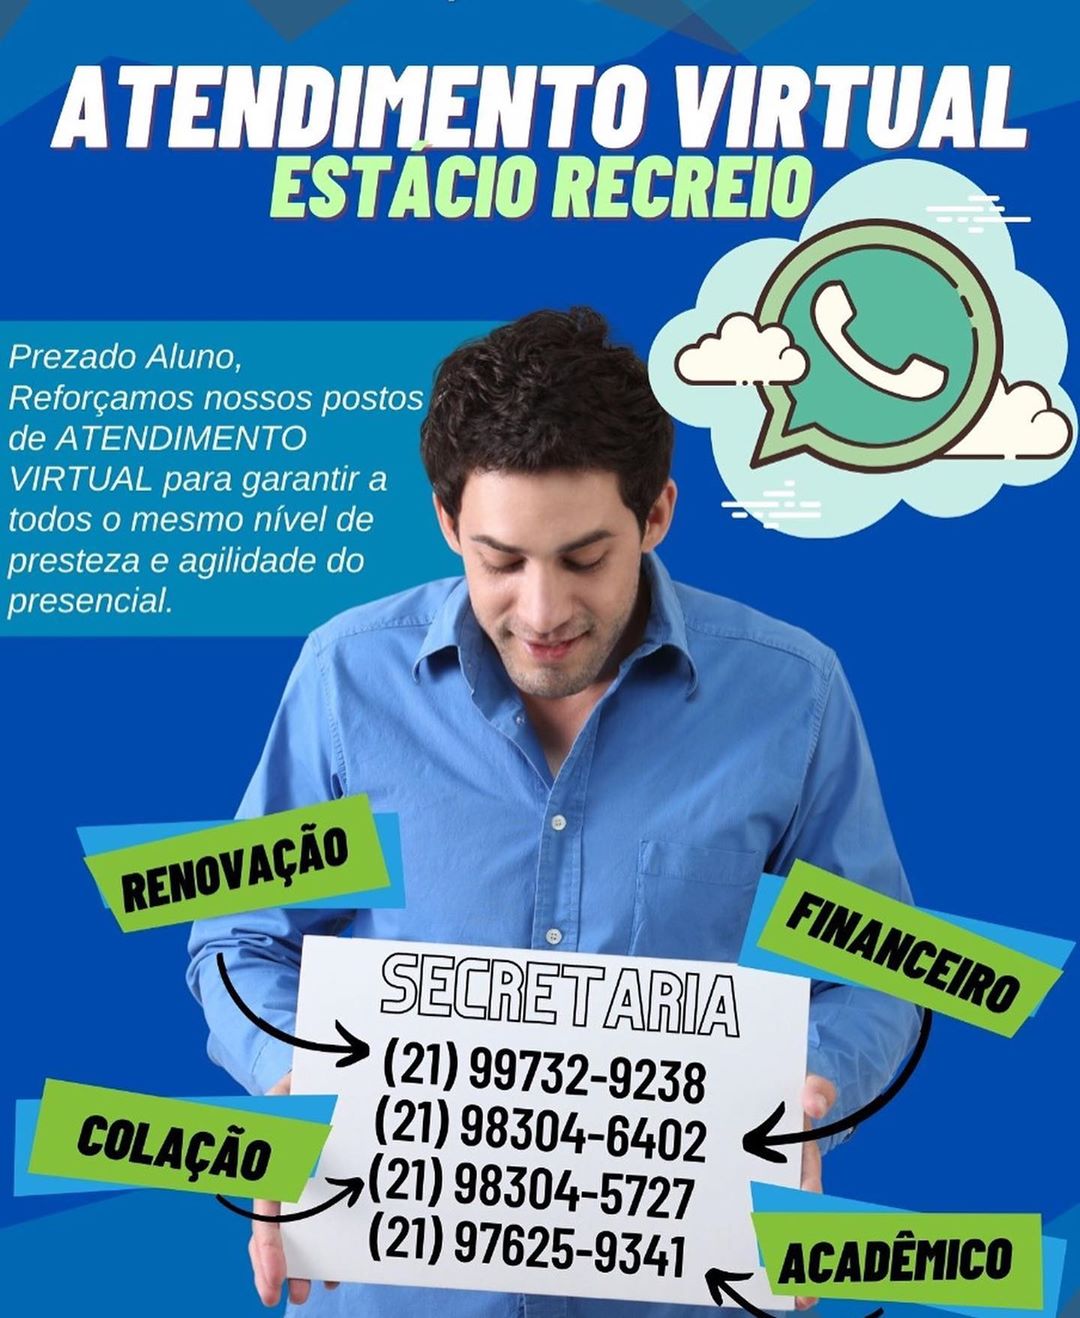 ATENDIMENTO VIRTUAL
ESTÁCIO RECREIO
Prezado Aluno,
Reforçamos nossos postos
de ATENDIMENTO
VIRTUAL para garantir a
todos o mesmo nível de
presteza e agilidade do
presencial.
RENOVAÇÃO
FINANCEIRO
SECRETARIA
(21) 99732-9238
(21) 98304-6402
COLAÇÃO
(21) 98304-5727
(21) 97625-9341
ACADÊMICO